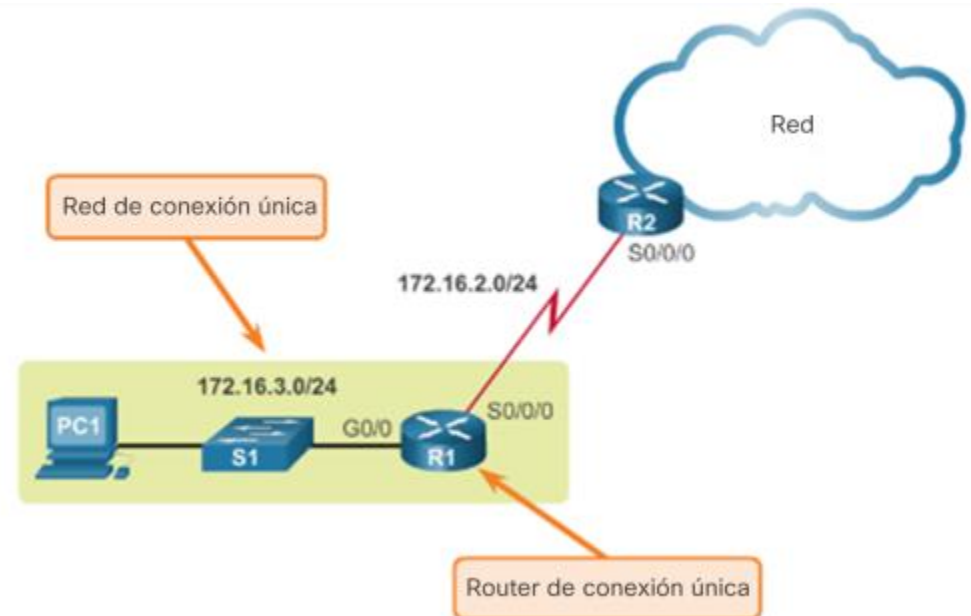 Red
R2
S0/0/0
Red de conexión única
172.16.2.0/24
172.16.3.0/24
PC1
S1
G0/0
R1
S0/0/0
Router de conexión única